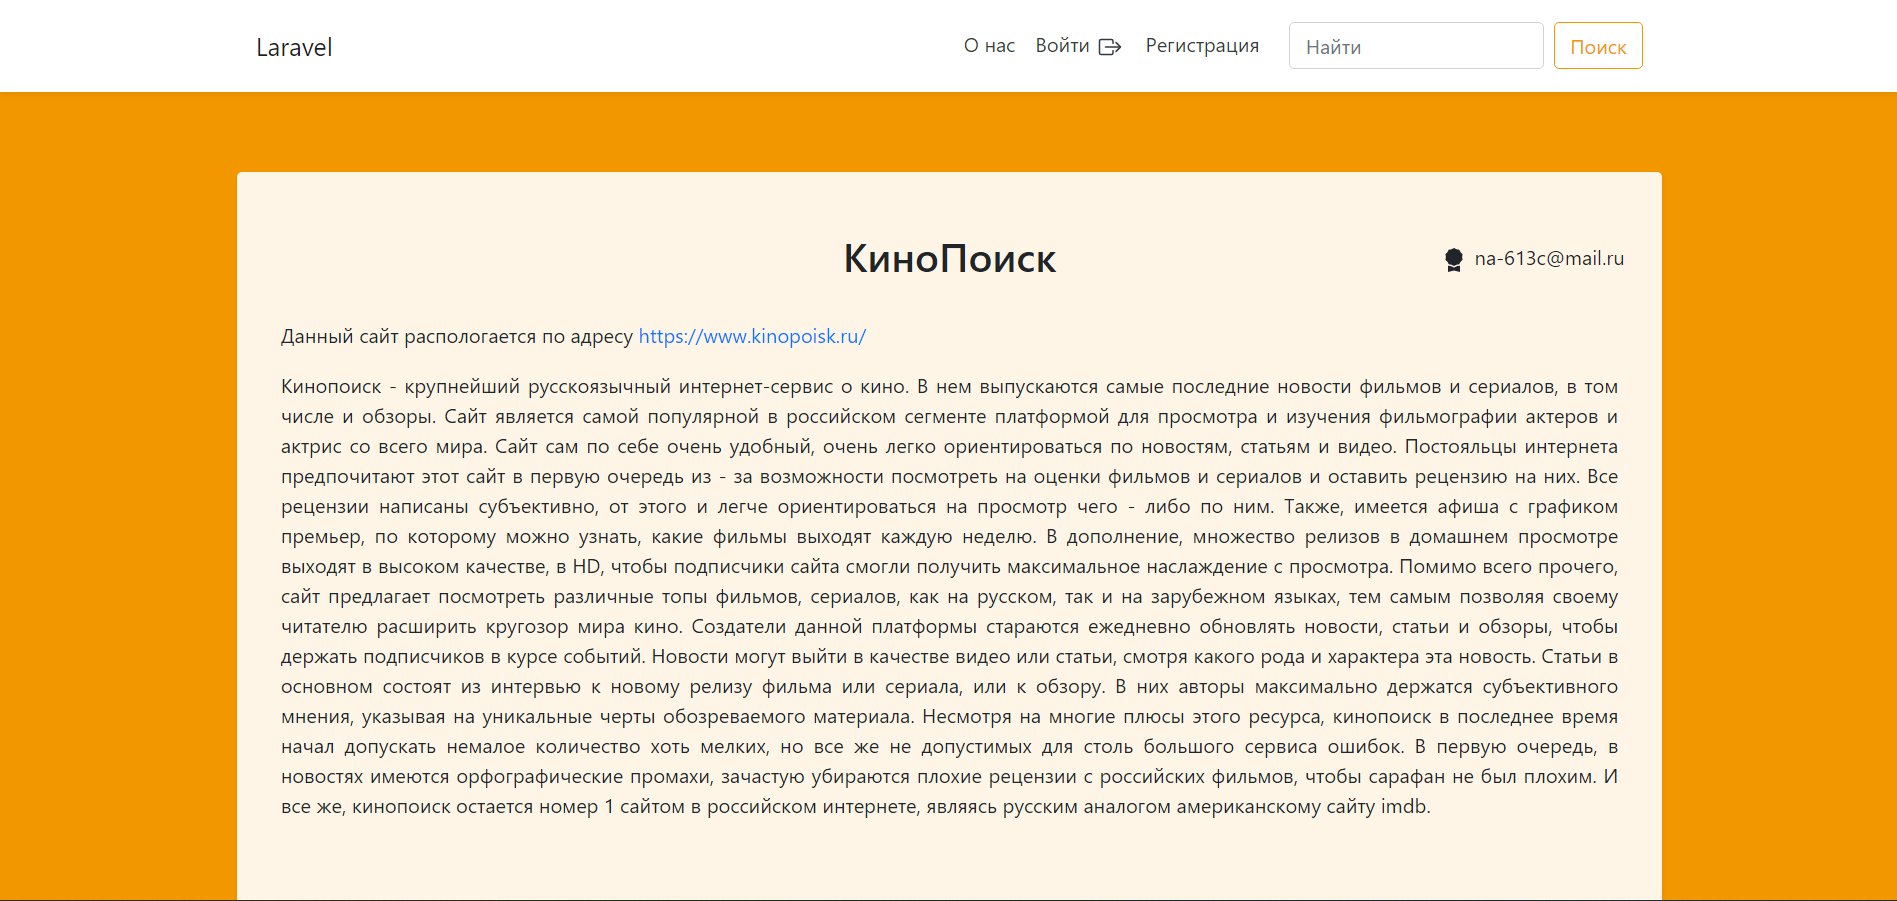 Laravel
О нас Войти Регистрация Найти Поиск
КиноПоиск
na-613c@mail.ru
Данный сайт распологается по адресу https://www.kinopoisk.ru/
Кинопоиск - крупнейший русскоязычный интернет-сервис о кино. В нем выпускаются самые последние новости фильмов и сериалов, в том
числе и обзоры. Сайт является самой популярной в российском сегменте платформой для просмотра и изучения фильмографии актеров и
актрис со всего мира. Сайт сам по себе очень удобный, очень легко ориентироваться по новостям, статьям и видео. Постояльцы интернета
предпочитают этот сайт в первую очередь из - за возможности посмотреть на оценки фильмов и сериалов и оставить рецензию на них. Все
рецензии написаны субъективно, от этого и легче ориентироваться на просмотр чего - либо по ним. Также, имеется афиша с графиком
премьер, по которому можно узнать, какие фильмы выходят каждую неделю. В дополнение, множество релизов в домашнем просмотре
выходят в высоком качестве, в HD, чтобы подписчики сайта смогли получить максимальное наслаждение с просмотра. Помимо всего прочего,
сайт предлагает посмотреть различные топы фильмов, сериалов, как на русском, так и на зарубежном языках, тем самым позволяя своему
читателю расширить кругозор мира кино. Создатели данной платформы стараются ежедневно обновлять новости, статьи и обзоры, чтобы
держать подписчиков в курсе событий. Новости могут выйти в качестве видео или статьи, смотря какого рода и характера эта новость. Статьи в
основном состоят из интервью к новому релизу фильма или сериала, или к обзору. В них авторы максимально держатся субъективного
мнения, указывая на уникальные черты обозреваемого материала. Несмотря на многие плюсы этого ресурса, кинопоиск в последнее время
начал допускать немалое количество хоть мелких, но все же не допустимых для столь большого сервиса ошибок. В первую очередь, в
новостях имеются орфографические промахи, зачастую убираются плохие рецензии с российских фильмов, чтобы сарафан не был плохим. И
все же, кинопоиск остается номер 1 сайтом в российском интернете, являясь русским аналогом американскому сайту imdb.